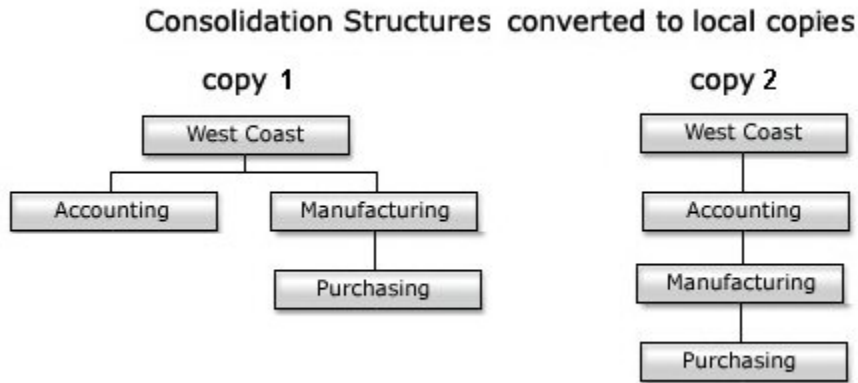 Consolidation Structures converted to local copies
copy 1
copy 2
West Coast
West Coast
Accounting
Manufacturing
Accounting
Purchasing
Manufacturing
Purchasing